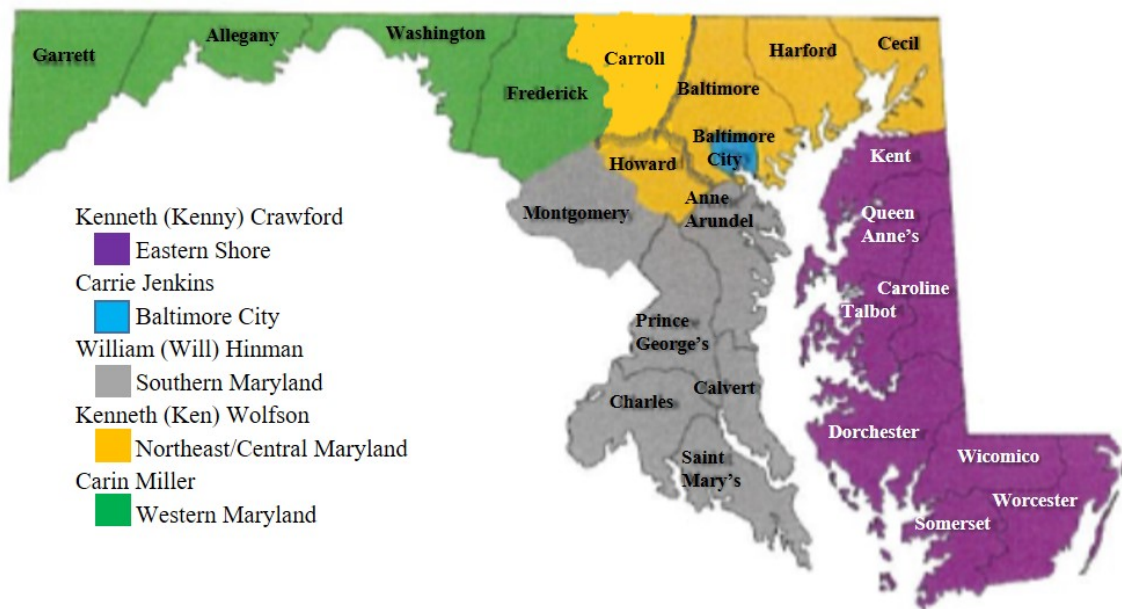 Garrett
Allegany
Washington
Frederick
Carroll
Baltimore
Harford
Cecil
Baltimore
City
Howard
Montgomery
Anne
Arundel
Kent
Queen
Anne's
Caroline
Talbot
Prince
George's
Charles
Calvert
Saint
Mary's
Dorchester
Wicomico
Worcester
Somerset
Kenneth (Kenny) Crawford
Eastern Shore
Carrie Jenkins
Baltimore City
William (Will) Hinman
Southern Maryland
Kenneth (Ken) Wolfson
Northeast/Central Maryland
Carin Miller
Western Maryland